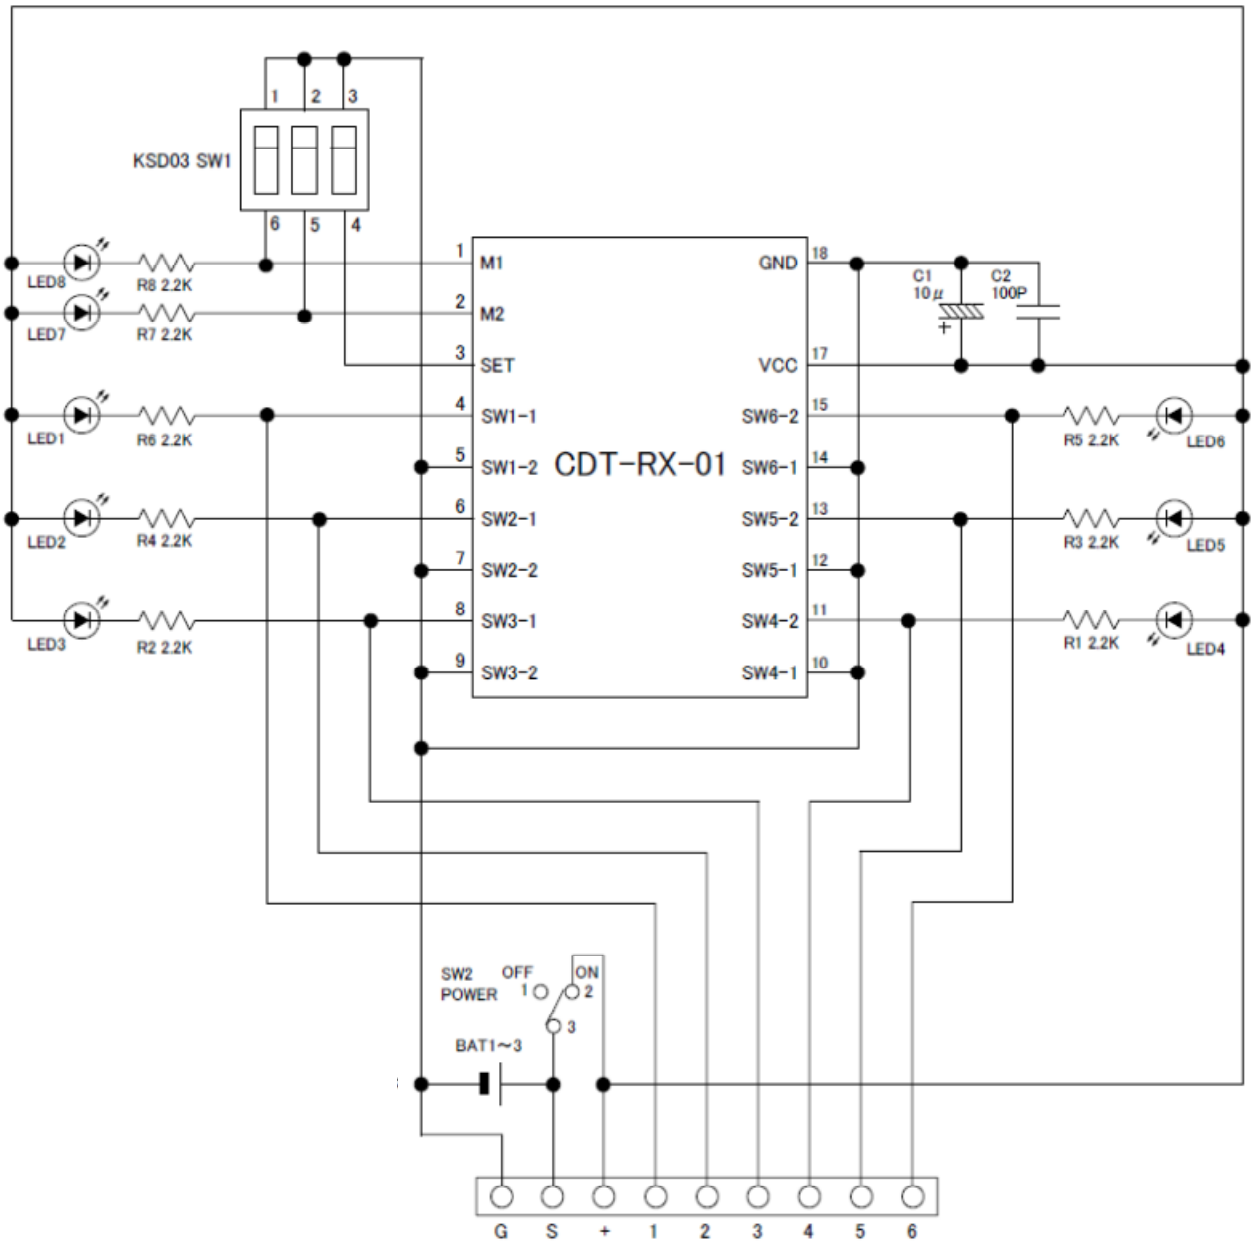 1 2 3
KSD03 SW1
6 5 4
LED8
R8 2.2K
LED7
R7 2.2K
LED1
R6 2.2K
LED2
R4 2.2K
LED3
R2 2.2K
1 M1
2 M2
3 SET
4 SW1-1
5 SW1-2
6 SW2-1
7 SW2-2
8 SW3-1
9 SW3-2
CDT-RX-01
GND 18
VCC 17
SW6-2 15
SW6-1 14
SW5-2 13
SW5-1 12
SW4-2 11
SW4-1 10
C1
10μ
+
C2
100P
R5 2.2K
LED6
R3 2.2K
LED5
R1 2.2K
LED4
SW2
POWER
OFF
ON
1
2
3
BAT1~3
G S + 1 2 3 4 5 6